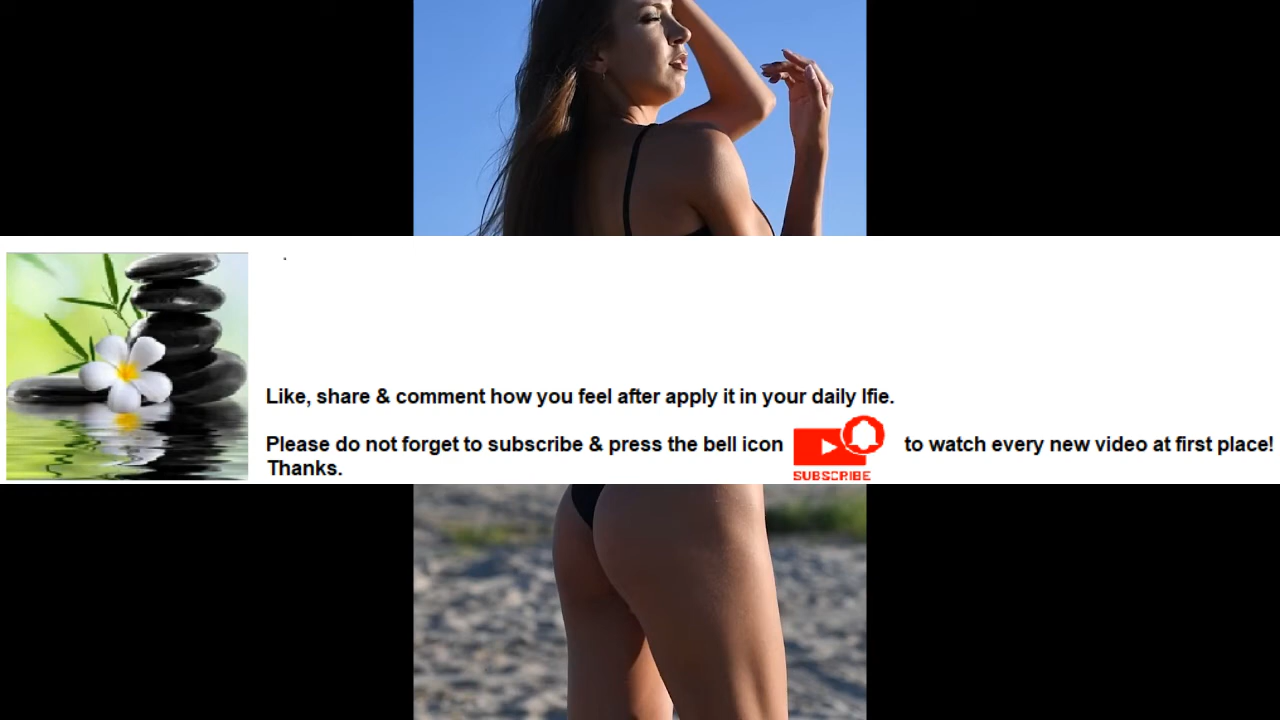 .
Like, share & comment how you feel after apply it in your daily lfie.
Please do not forget to subscribe & press the bell icon SUBSCRIBE to watch every new video at first place!
Thanks.